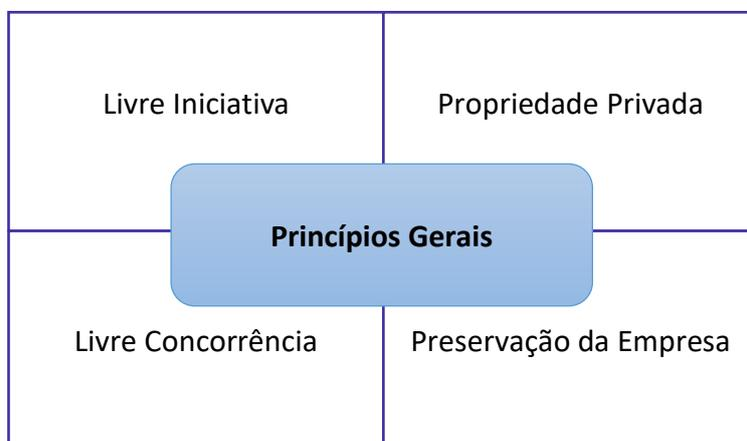 Livre Iniciativa
Propriedade Privada
Princípios Gerais
Livre Concorrência
Preservação da Empresa